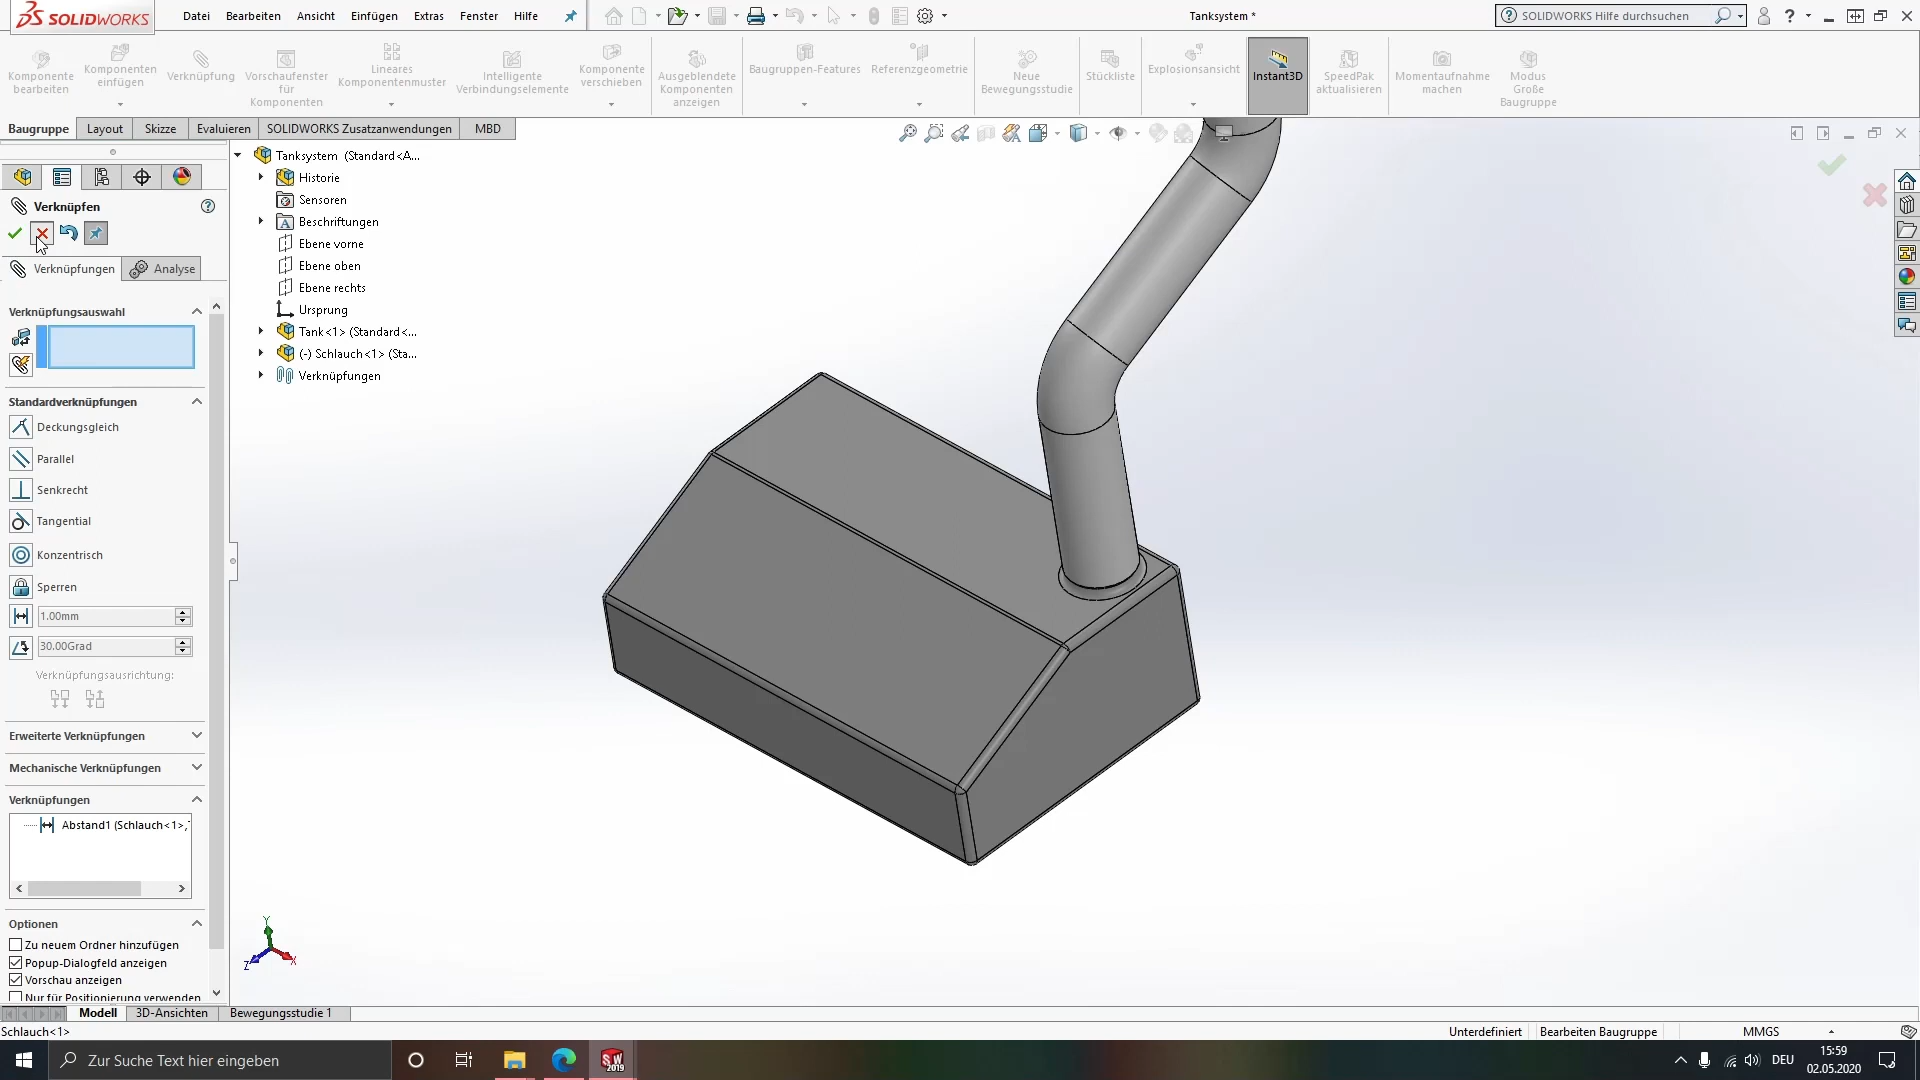 SOLIDWORKS
Datei Bearbeiten Ansicht Einfügen Extras Fenster Hilfe
Tanksystem *
SOLIDWORKS Hilfe durchsuchen
Komponente bearbeiten
Komponenten einfügen
Verknüpfung
Vorschaufenster für Komponenten
Lineares Komponentenmuster
Intelligente Verbindungselemente
Komponente verschieben
Ausgeblendete Komponenten anzeigen
Baugruppen-Features
Referenzgeometrie
Neue Bewegungsstudie
Stückliste
Explosionsansicht
Instant3D
SpeedPak aktualisieren
Momentaufnahme machen
Modus Große Baugruppe
Baugruppe Layout Skizze Evaluieren SOLIDWORKS Zusatzanwendungen MBD
Verknüpfen
Verknüpfungen Analyse
Verknüpfungsauswahl
Standardverknüpfungen
Deckungsgleich
Parallel
Senkrecht
Tangential
Konzentrisch
Sperren
1.00mm
30.00Grad
Verknüpfungsausrichtung:
Erweiterte Verknüpfungen
Mechanische Verknüpfungen
Verknüpfungen
Abstand1 (Schlauch<1>,
Optionen
Zu neuem Ordner hinzufügen
Popup-Dialogfeld anzeigen
Vorschau anzeigen
Nur für Positionierung verwenden
Tanksystem (Standard<A...
Historie
Sensoren
Beschriftungen
Ebene vorne
Ebene oben
Ebene rechts
Ursprung
Tank<1> (Standard<...
(-) Schlauch<1> (Sta...
Verknüpfungen
Y
Z
X
Modell 3D-Ansichten Bewegungsstudie 1
Schlauch<1>
Unterdefiniert Bearbeiten Baugruppe MMGS
Zur Suche Text hier eingeben
SW
2019
DEU
15:59
02.05.2020